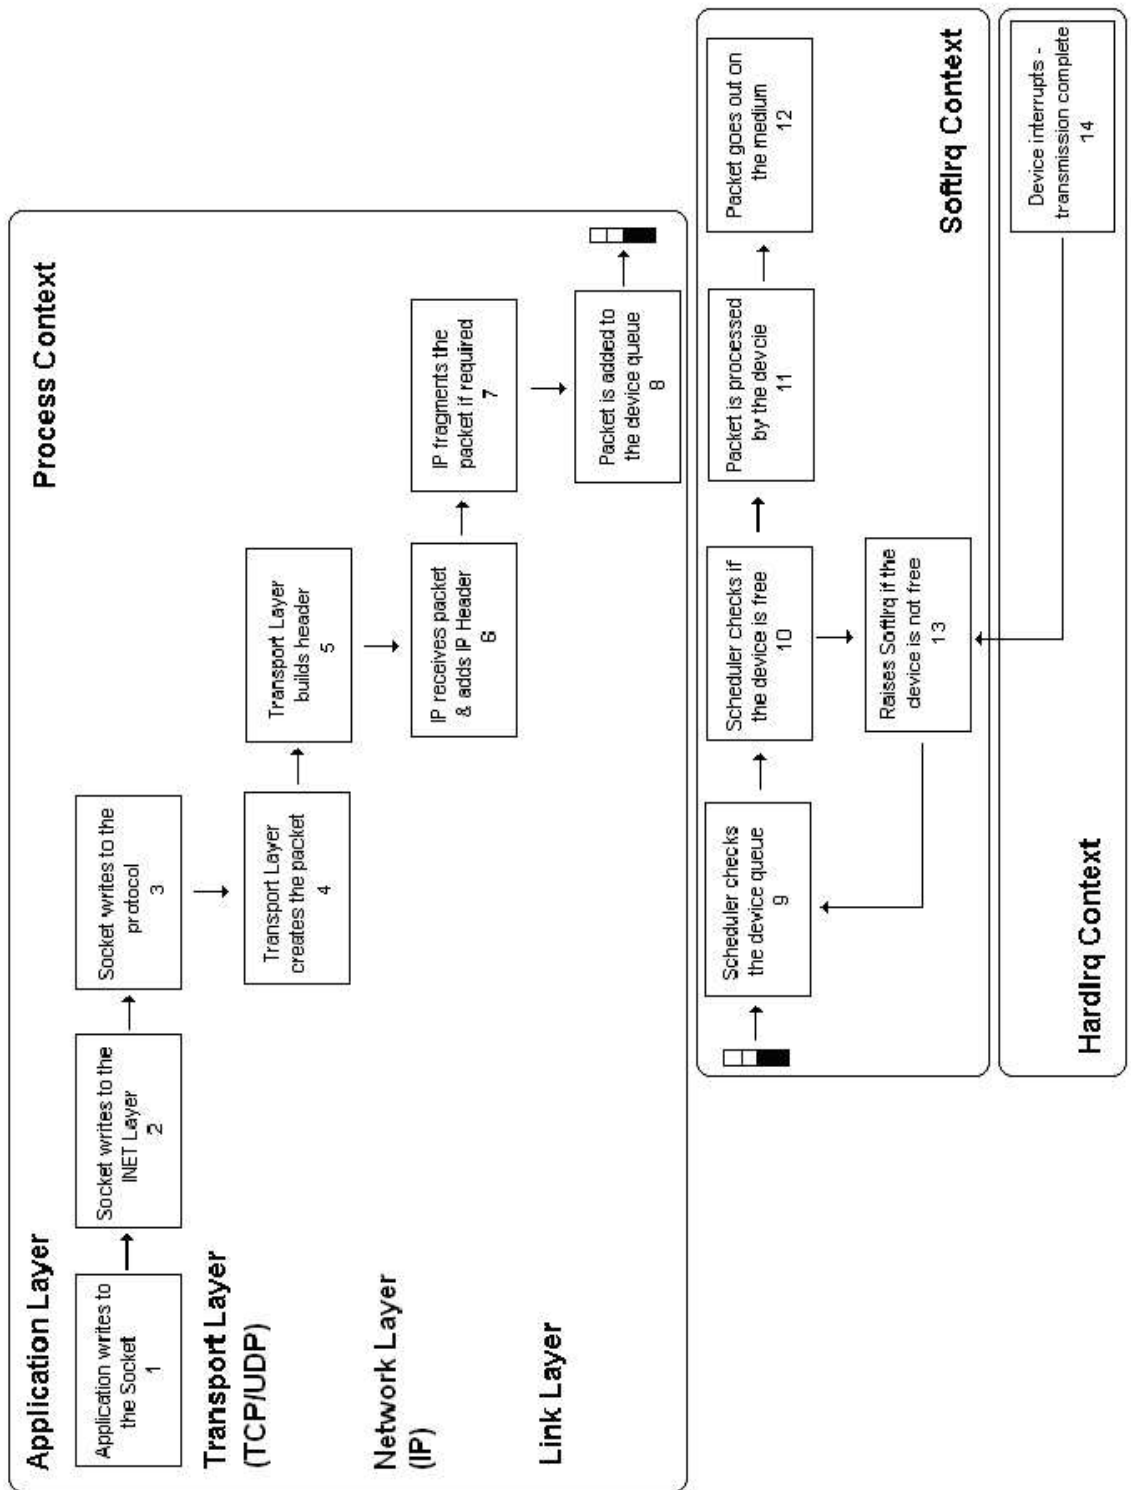 Process Context
Application Layer
Application writes to
the Socket
1
Socket writes to the
INET Layer
2
Socket writes to the
protocol
3
Transport Layer
(TCP/UDP)
Transport Layer
creates the packet
4
Transport Layer
builds header
5
Network Layer
(IP)
IP receives packet
& adds IP Header
6
IP fragments the
packet if required
7
Link Layer
Packet is added to
the device queue
8
Scheduler checks
the device queue
9
Scheduler checks if
the device is free
10
Packet is processed
by the devcie
11
Packet goes out on
the medium
12
Raises SoftIrq if the
device is not free
13
SoftIrq Context
Device interrupts -
transmission complete
14
HardIrq Context